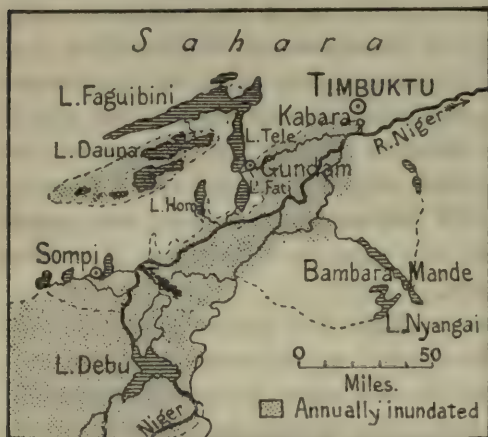 Sahara
TIMBUKTU
L. Faguibini
Kabara
L. Tele
R. Niger
L. Dauna
Gundam
L. Fati
L. Horo
Sompi
Bambara Mande
L. Nyangai
L. Debu
0 50
Miles.
Niger
Annually inundated